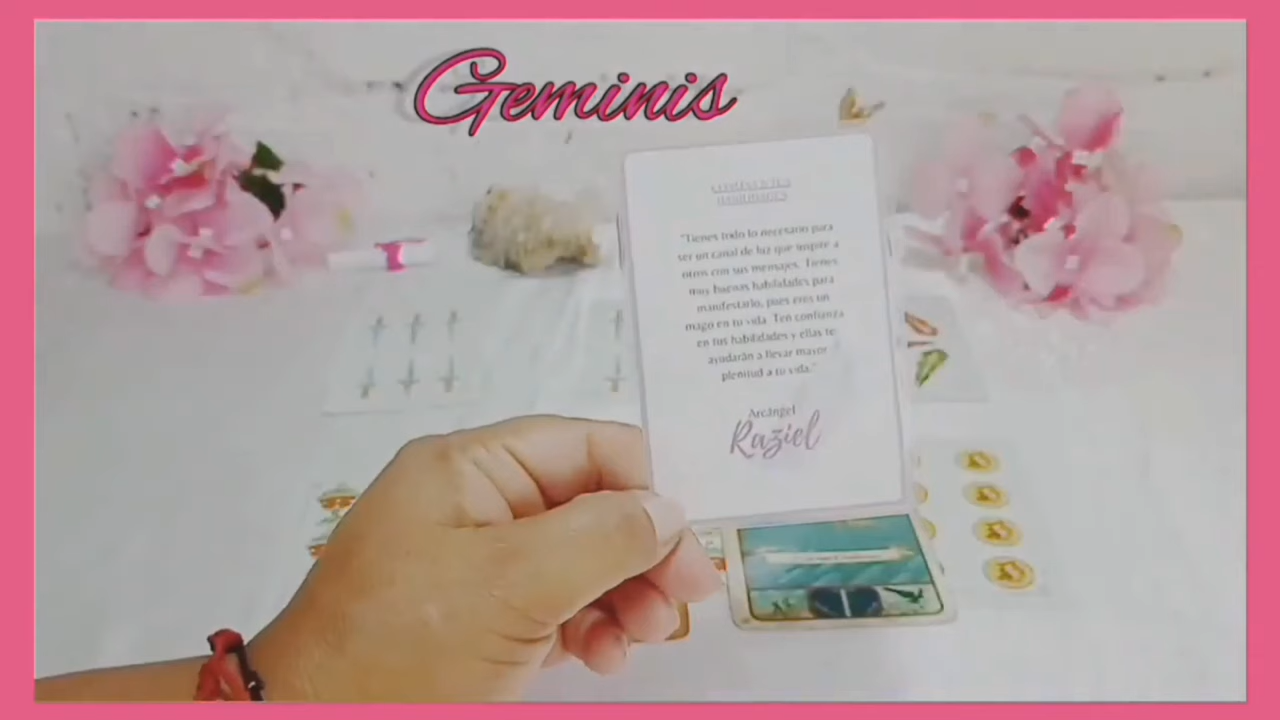 Geminis
"Tienes todo lo necesario para
ser un canal de luz que inspire a
otros con sus mensajes. Tienes
muy buenas habilidades para
manifestarlo, pues eres un
mago en tu vida. Ten confianza
en tus habilidades y ellas te
ayudarán a llevar mayor
plenitud a tu vida."
Arcángel
Raziel